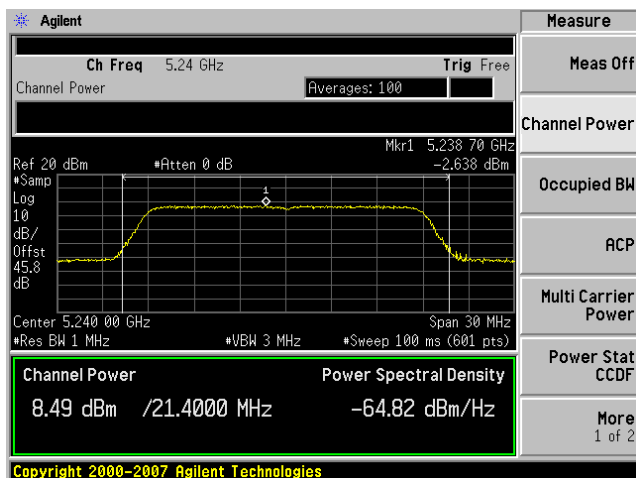 Agilent
Measure
Ch Freq 5.24 GHz Trig Free
Channel Power Averages: 100
Mkr1 5.238 70 GHz
Ref 20 dBm #Atten 0 dB -2.638 dBm
#Samp
Log
10
dB/
Offst
45.8
dB
1
Center 5.240 00 GHz Span 30 MHz
#Res BW 1 MHz #VBW 3 MHz #Sweep 100 ms (601 pts)
Channel Power Power Spectral Density
8.49 dBm /21.4000 MHz -64.82 dBm/Hz
Copyright 2000-2007 Agilent Technologies
Meas Off
Channel Power
Occupied BW
ACP
Multi Carrier
Power
Power Stat
CCDF
More
1 of 2